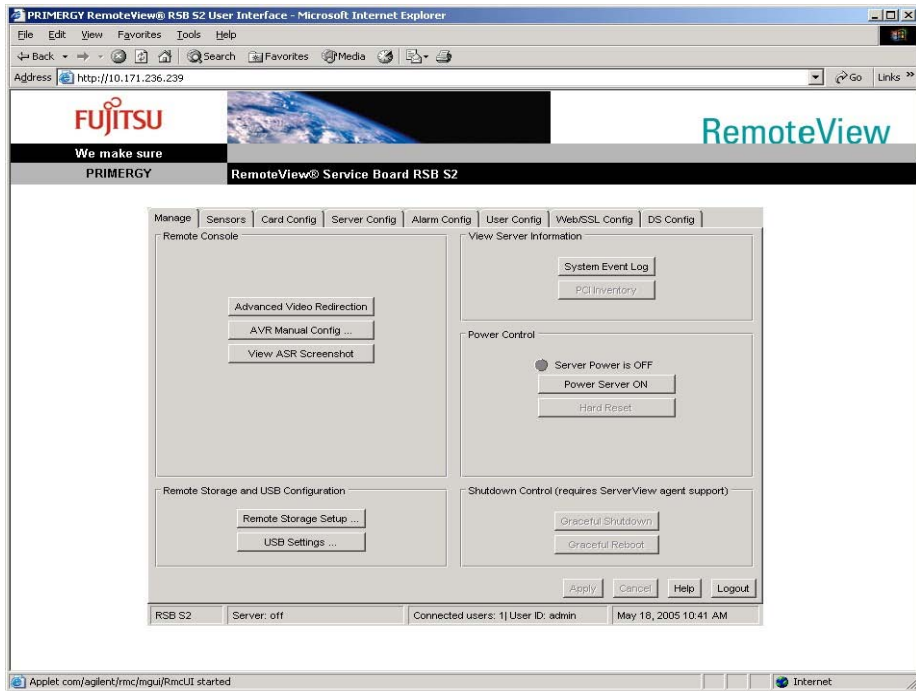 PRIMERGY RemoteView® RSB S2 User Interface - Microsoft Internet Explorer
File Edit View Favorites Tools Help
Back Search Favorites Media
Address http://10.171.236.239 Go Links »
FUJITSU
RemoteView
We make sure
PRIMERGY RemoteView® Service Board RSB S2
Manage Sensors Card Config Server Config Alarm Config User Config Web/SSL Config DS Config
Remote Console
Advanced Video Redirection
AVR Manual Config ...
View ASR Screenshot
View Server Information
System Event Log
PCI Inventory
Power Control
Server Power is OFF
Power Server ON
Hard Reset
Remote Storage and USB Configuration
Remote Storage Setup ...
USB Settings ...
Shutdown Control (requires ServerView agent support)
Graceful Shutdown
Graceful Reboot
Apply Cancel Help Logout
RSB S2 Server: off Connected users: 1| User ID: admin May 18, 2005 10:41 AM
Applet com/agilent/rmc/mgui/RmcUI started Internet